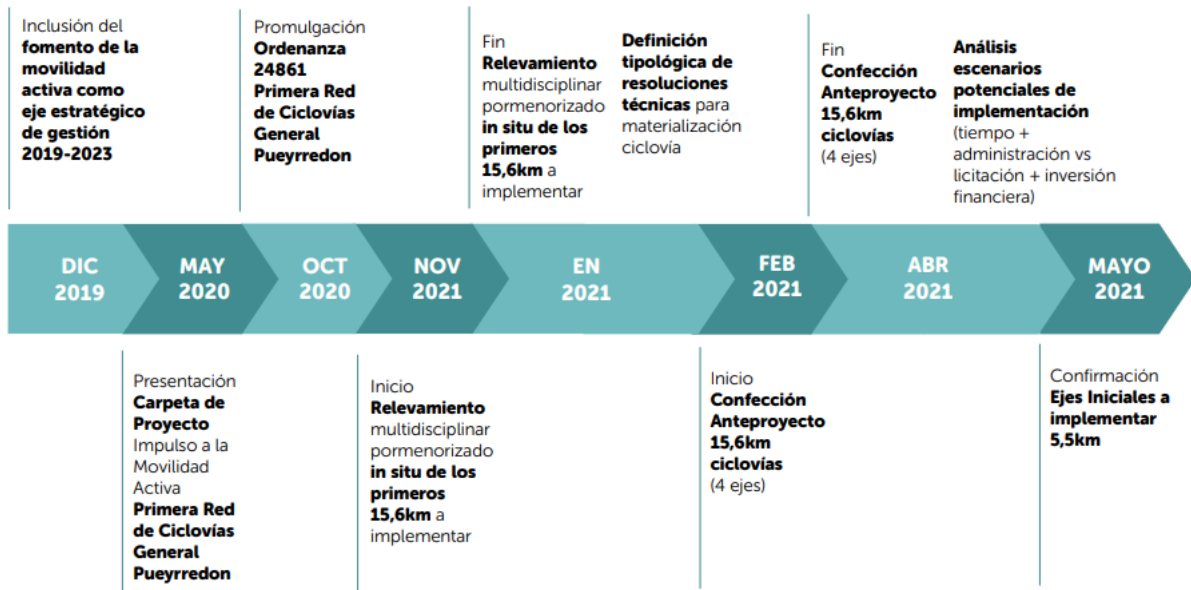 Inclusión del
fomento de la
movilidad
activa como
eje estratégico
de gestión
2019-2023
Promulgación
Ordenanza
24861
Primera Red
de Ciclovías
General
Pueyrredon
Fin
Relevamiento
multidisciplinar
pormenorizado
in situ de los
primeros
15,6km a
implementar
Definición
tipológica de
resoluciones
técnicas para
materialización
ciclovía
Fin
Confección
Anteproyecto
15,6km
ciclovías
(4 ejes)
Análisis
escenarios
potenciales de
implementación
(tiempo +
administración vs
licitación + inversión
financiera)
DIC
2019
MAY
2020
OCT
2020
NOV
2021
EN
2021
FEB
2021
ABR
2021
MAYO
2021
Presentación
Carpeta de
Proyecto
Impulso a la
Movilidad
Activa
Primera Red
de Ciclovías
General
Pueyrredon
Inicio
Relevamiento
multidisciplinar
pormenorizado
in situ de los
primeros
15,6km a
implementar
Inicio
Confección
Anteproyecto
15,6km
ciclovías
(4 ejes)
Confirmación
Ejes Iniciales a
implementar
5,5km